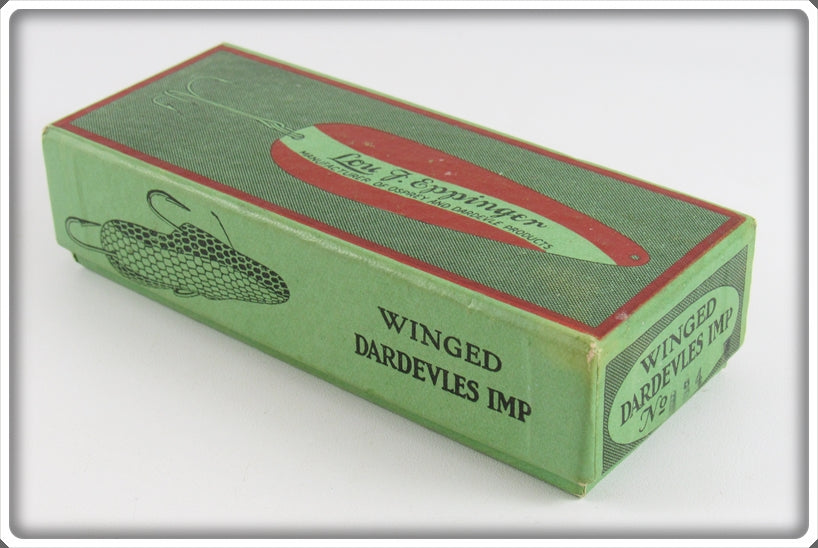 Lou J. Eppinger
MANUFACTURER OF OSPREY AND DARDEVLE PRODUCTS
WINGED
DARDEVLES IMP
WINGED
DARDEVLES IMP
No